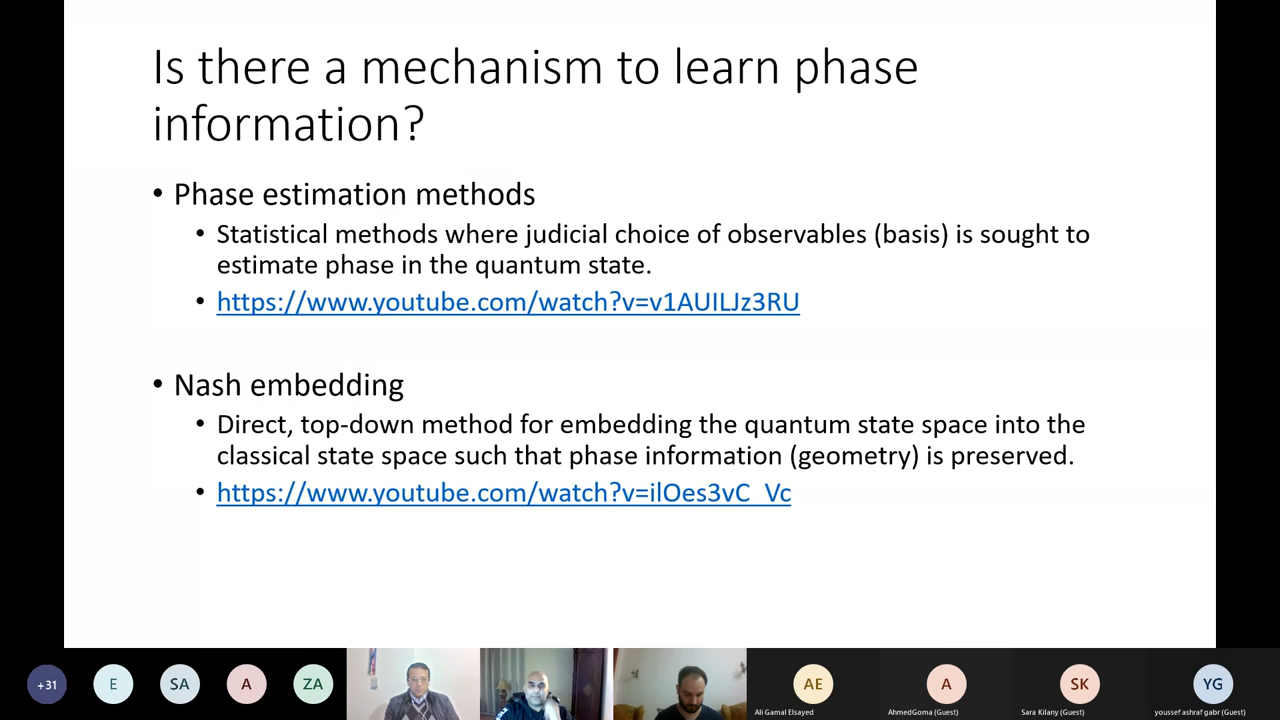 Is there a mechanism to learn phase
information?
• Phase estimation methods
• Statistical methods where judicial choice of observables (basis) is sought to
estimate phase in the quantum state.
• https://www.youtube.com/watch?v=v1AUILJz3RU
• Nash embedding
• Direct, top-down method for embedding the quantum state space into the
classical state space such that phase information (geometry) is preserved.
• https://www.youtube.com/watch?v=ilOes3vC_Vc
+31
E
SA
A
ZA
AE
A
SK
YG
Ali Gamal Elsayed
AhmedGoma (Guest)
Sara Kilany (Guest)
youssef ashraf gabr (Guest)